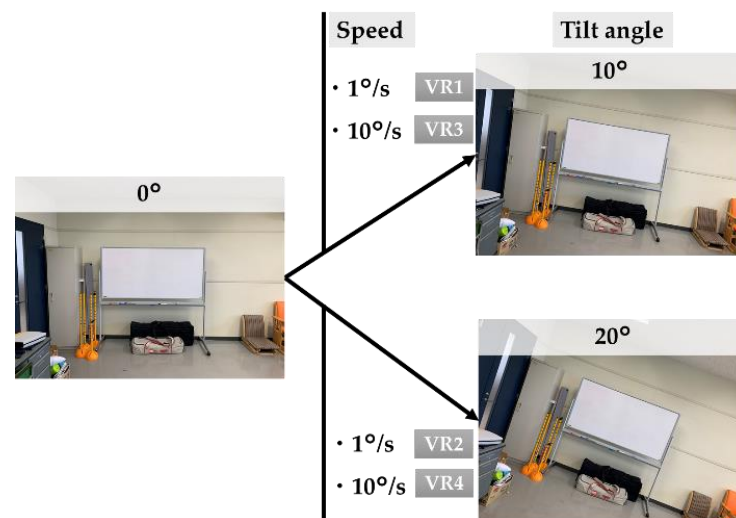 Speed
Tilt angle
10°
・1°/s VR1
・10°/s VR3
0°
20°
・1°/s VR2
・10°/s VR4